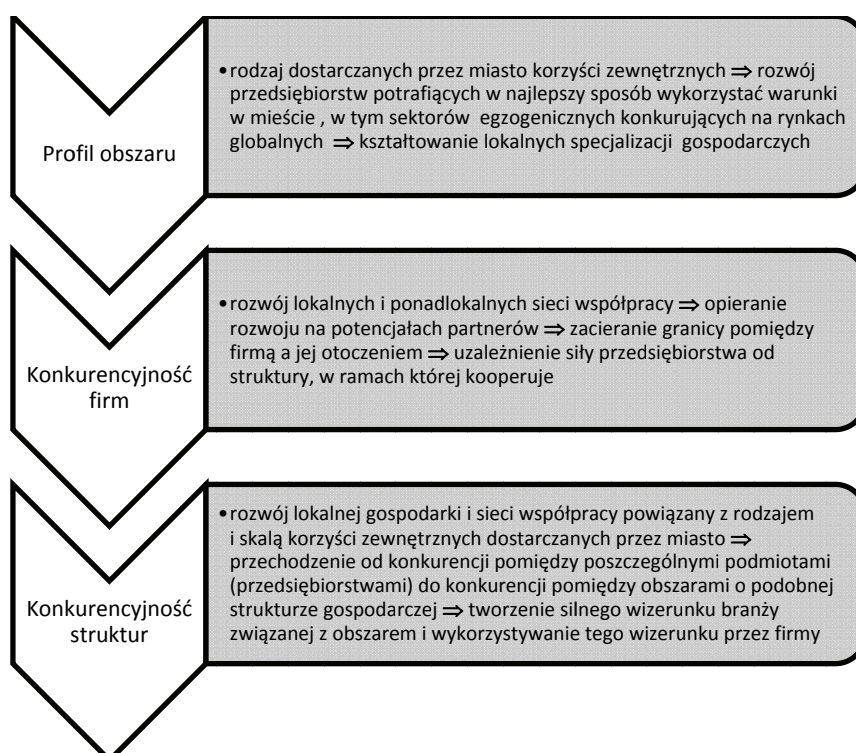 Profil obszaru
•rodzaj dostarczanych przez miasto korzyści zewnętrznych ⇒ rozwój
przedsiębiorstw potrafiących w najlepszy sposób wykorzystać warunki
w mieście , w tym sektorów egzogenicznych konkurujących na rynkach
globalnych ⇒ kształtowanie lokalnych specjalizacji gospodarczych
Konkurencyjność
firm
•rozwój lokalnych i ponadlokalnych sieci współpracy ⇒ opieranie
rozwoju na potencjałach partnerów ⇒ zacieranie granicy pomiędzy
firmą a jej otoczeniem ⇒ uzależnienie siły przedsiębiorstwa od
struktury, w ramach której kooperuje
Konkurencyjność
struktur
•rozwój lokalnej gospodarki i sieci współpracy powiązany z rodzajem
i skalą korzyści zewnętrznych dostarczanych przez miasto ⇒
przechodzenie od konkurencji pomiędzy poszczególnymi podmiotami
(przedsiębiorstwami) do konkurencji pomiędzy obszarami o podobnej
strukturze gospodarczej ⇒ tworzenie silnego wizerunku branży
związanej z obszarem i wykorzystywanie tego wizerunku przez firmy